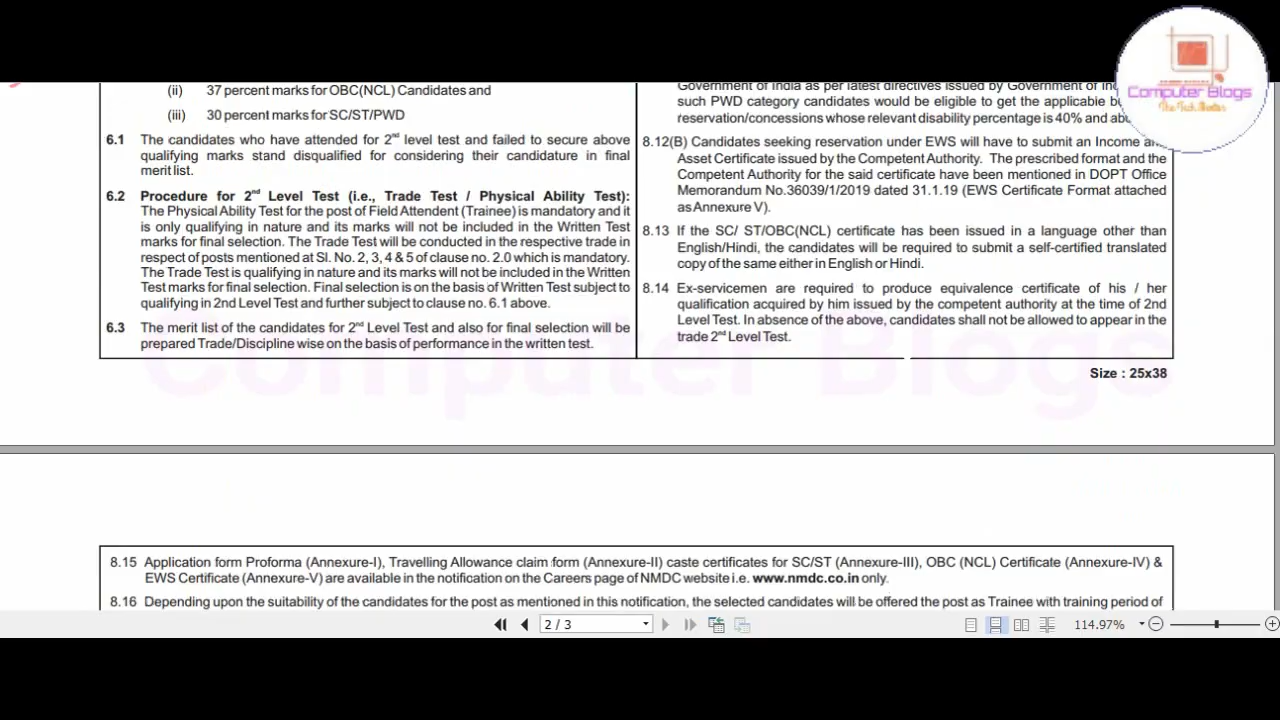 (ii) 37 percent marks for OBC(NCL) Candidates and
(iii) 30 percent marks for SC/ST/PWD
6.1 The candidates who have attended for 2nd level test and failed to secure above
qualifying marks stand disqualified for considering their candidature in final
merit list.
6.2 Procedure for 2nd Level Test (i.e., Trade Test / Physical Ability Test):
The Physical Ability Test for the post of Field Attendent (Trainee) is mandatory and it
is only qualifying in nature and its marks will not be included in the Written Test
marks for final selection. The Trade Test will be conducted in the respective trade in
respect of posts mentioned at Sl. No. 2, 3, 4 & 5 of clause no. 2.0 which is mandatory.
The Trade Test is qualifying in nature and its marks will not be included in the Written
Test marks for final selection. Final selection is on the basis of Written Test subject to
qualifying in 2nd Level Test and further subject to clause no. 6.1 above.
6.3 The merit list of the candidates for 2nd Level Test and also for final selection will be
prepared Trade/Discipline wise on the basis of performance in the written test.
Government of India as per latest directives issued by Government of
such PWD category candidates would be eligible to get the applicable
reservation/concessions whose relevant disability percentage is 40% and
8.12(B) Candidates seeking reservation under EWS will have to submit an Income
Asset Certificate issued by the Competent Authority. The prescribed format and the
Competent Authority for the said certificate have been mentioned in DOPT Office
Memorandum No.36039/1/2019 dated 31.1.19 (EWS Certificate Format attached
as Annexure V).
8.13 If the SC/ ST/OBC(NCL) certificate has been issued in a language other than
English/Hindi, the candidates will be required to submit a self-certified translated
copy of the same either in English or Hindi.
8.14 Ex-servicemen are required to produce equivalence certificate of his / her
qualification acquired by him issued by the competent authority at the time of 2nd
Level Test. In absence of the above, candidates shall not be allowed to appear in the
trade 2nd Level Test.
Size : 25x38
Computer Blogs
8.15 Application form Proforma (Annexure-I), Travelling Allowance claim form (Annexure-II) caste certificates for SC/ST (Annexure-III), OBC (NCL) Certificate (Annexure-IV) &
EWS Certificate (Annexure-V) are available in the notification on the Careers page of NMDC website i.e. www.nmdc.co.in only.
8.16 Depending upon the suitability of the candidates for the post as mentioned in this notification, the selected candidates will be offered the post as Trainee with training period of
2 / 3
114.97%
Computer Blogs